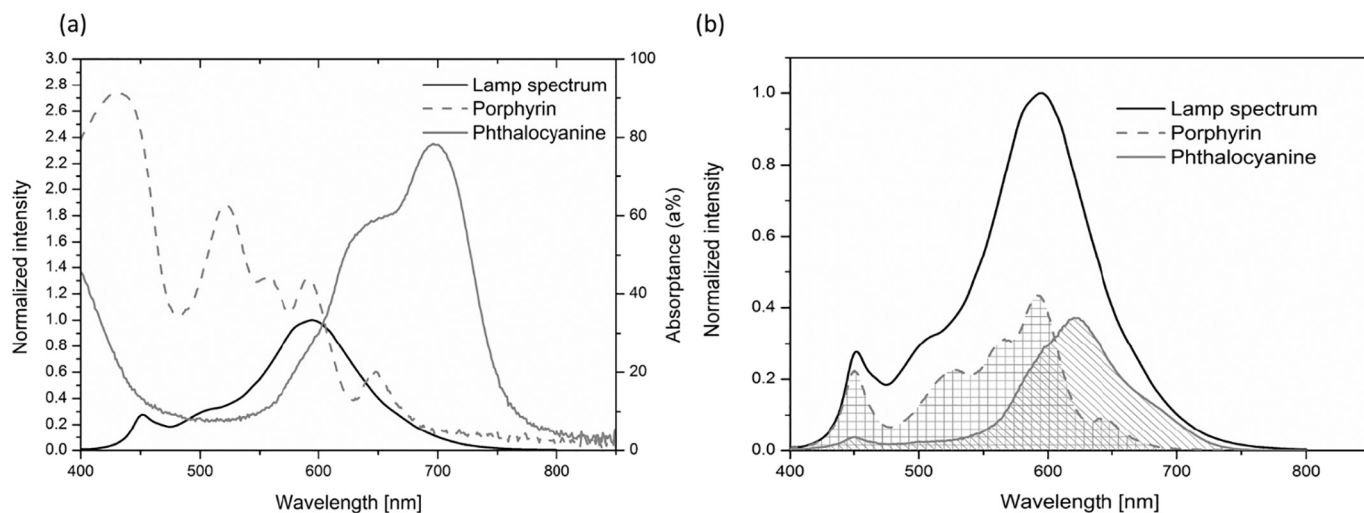 (a)
3.0
2.8
2.6
2.4
2.2
2.0
1.8
1.6
1.4
1.2
1.0
0.8
0.6
0.4
0.2
0.0
Normalized intensity
100
80
60
40
20
0
Absorptance (a%)
Lamp spectrum
Porphyrin
Phthalocyanine
400 500 600 700 800
Wavelength [nm]
(b)
1.0
0.8
0.6
0.4
0.2
0.0
Normalized intensity
Lamp spectrum
Porphyrin
Phthalocyanine
400 500 600 700 800
Wavelength [nm]